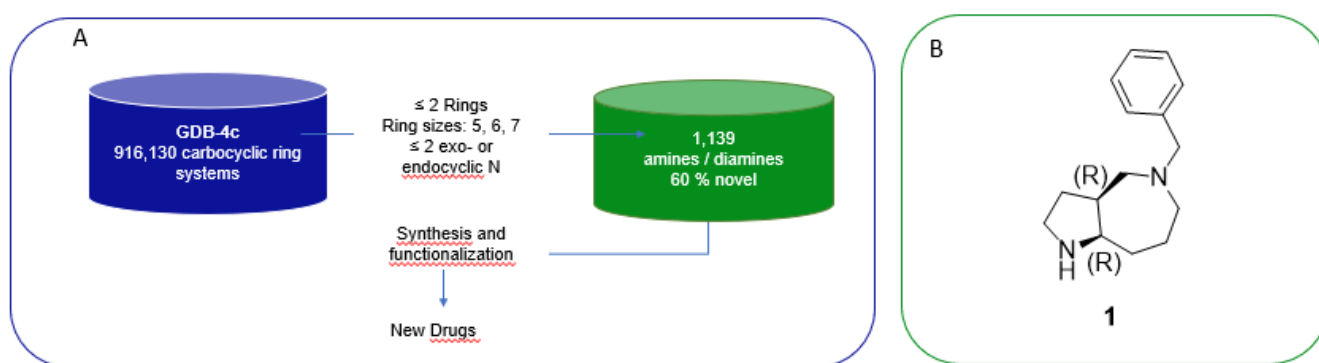 A
GDB-4c
916,130 carbocyclic ring
systems
≤ 2 Rings
Ring sizes: 5, 6, 7
≤ 2 exo- or
endocyclic N
1,139
amines / diamines
60 % novel
Synthesis and
functionalization
New Drugs
B
N
(R)
N
H
(R)
1